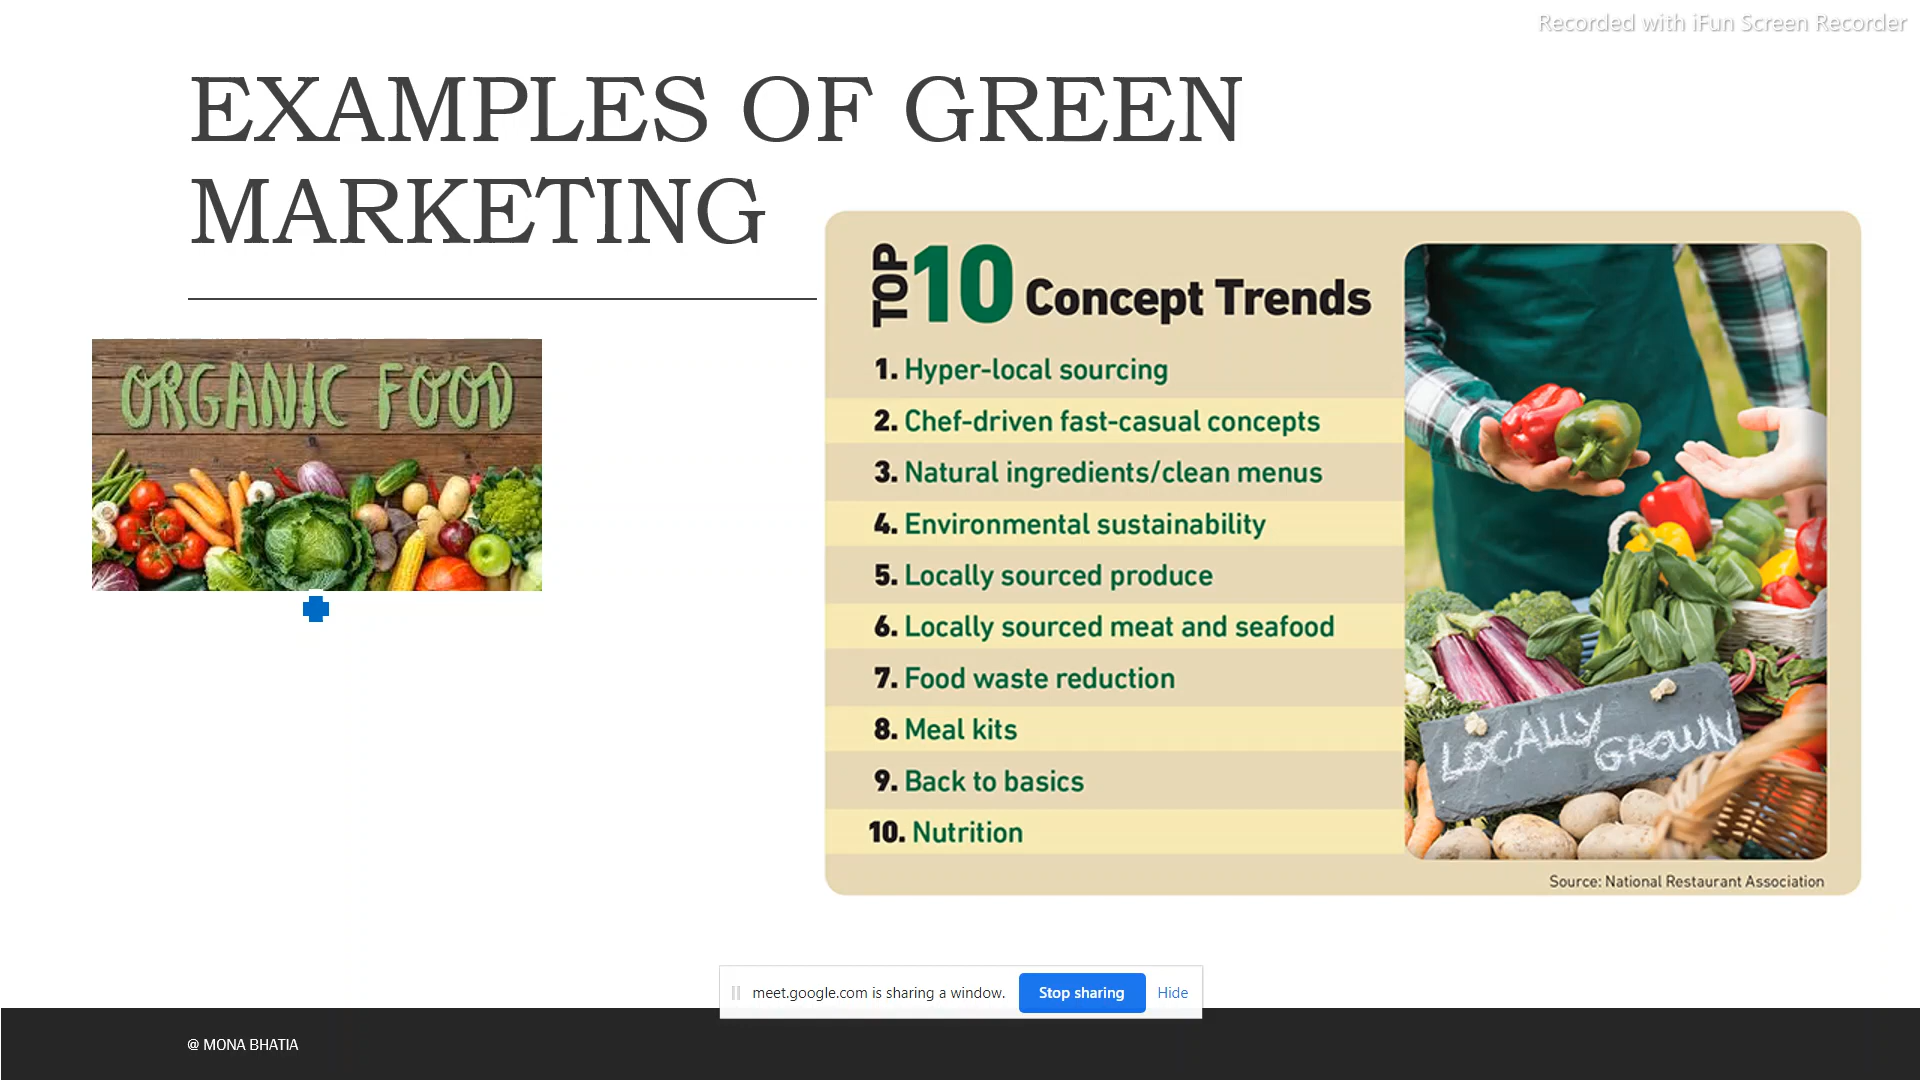 Recorded with iFun Screen Recorder
EXAMPLES OF GREEN
MARKETING
ORGANIC FOOD
TOP 10 Concept Trends
1. Hyper-local sourcing
2. Chef-driven fast-casual concepts
3. Natural ingredients/clean menus
4. Environmental sustainability
5. Locally sourced produce
6. Locally sourced meat and seafood
7. Food waste reduction
8. Meal kits
9. Back to basics
10. Nutrition
LOCALLY GROWN
Source: National Restaurant Association
meet.google.com is sharing a window. Stop sharing Hide
@ MONA BHATIA